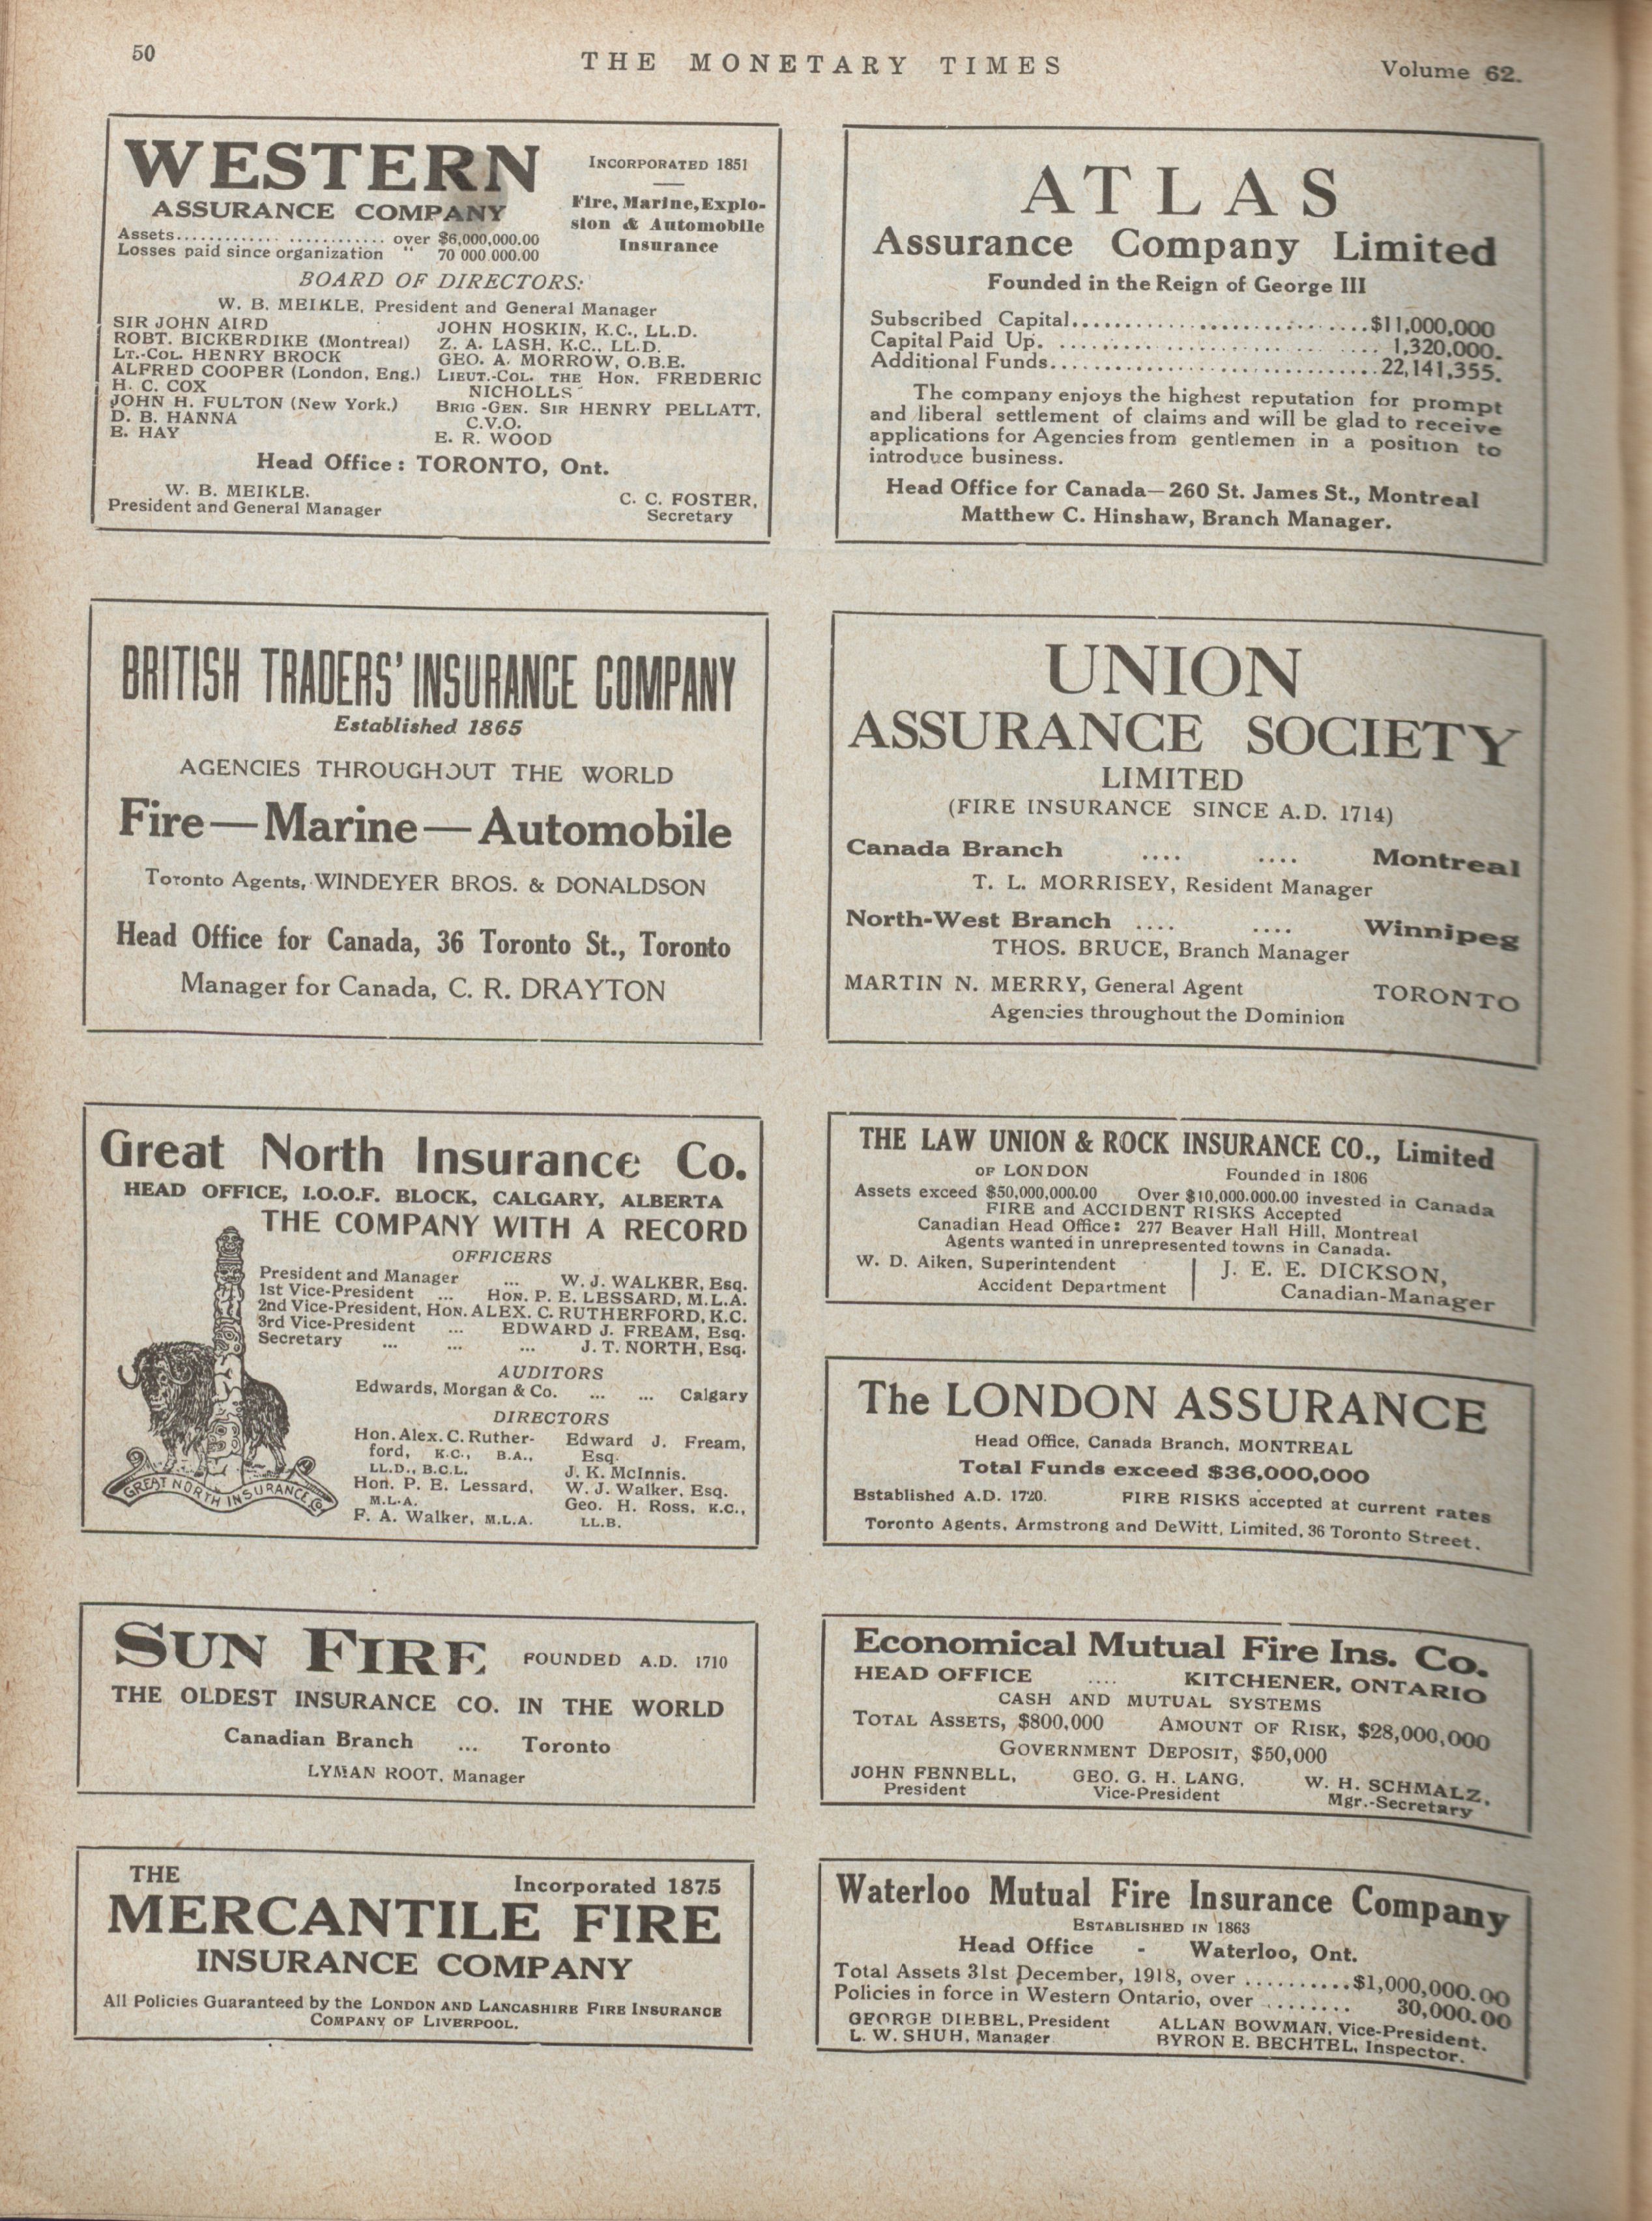 50
THE MONETARY TIMES
Volume 62.
WESTERN
ASSURANCE COMPANY
INCORPORATED 1851
Fire, Marine, Explo-
sion & Automobile
Insurance
Assets........................ over $6,000,000.00
Losses paid since organization " 70 000.000.00
BOARD OF DIRECTORS:
W. B. MEIKLE, President and General Manager
SIR JOHN AIRD
ROBT. BICKERDIKE (Montreal)
LT.-COL. HENRY BROCK
ALFRED COOPER (London, Eng.)
H. C. COX
JOHN H. FULTON (New York.)
D. B. HANNA
E. HAY
JOHN HOSKIN, K.C., LL.D.
Z. A. LASH, K.C., LL.D.
GEO. A. MORROW, O.B.E.
LIEUT.-COL. THE HON. FREDERIC
NICHOLLS
BRIG -GEN. SIR HENRY PELLATT,
C.V.O.
E. R. WOOD
Head Office: TORONTO, Ont.
W. B. MEIKLE,
President and General Manager
C. C. FOSTER,
Secretary
ATLAS
Assurance Company Limited
Founded in the Reign of George III
Subscribed Capital..............................$11,000,000
Capital Paid Up. .............................. 1,320,000.
Additional Funds..............................22,141,355.
The company enjoys the highest reputation for prompt
and liberal settlement of claims and will be glad to receive
applications for Agencies from gentlemen in a position to
introduce business.
Head Office for Canada—260 St. James St., Montreal
Matthew C. Hinshaw, Branch Manager.
BRITISH TRADERS' INSURANCE COMPANY
Established 1865
AGENCIES THROUGHOUT THE WORLD
Fire—Marine—Automobile
Toronto Agents, WINDEYER BROS. & DONALDSON
Head Office for Canada, 36 Toronto St., Toronto
Manager for Canada, C. R. DRAYTON
UNION
ASSURANCE SOCIETY
LIMITED
(FIRE INSURANCE SINCE A.D. 1714)
Canada Branch .... .... Montreal
T. L. MORRISEY, Resident Manager
North-West Branch .... .... Winnipeg
THOS. BRUCE, Branch Manager
MARTIN N. MERRY, General Agent TORONTO
Agencies throughout the Dominion
Great North Insurance Co.
HEAD OFFICE, I.O.O.F. BLOCK, CALGARY, ALBERTA
THE COMPANY WITH A RECORD
OFFICERS
President and Manager ... W. J. WALKER, Esq.
1st Vice-President ... HON. P. E. LESSARD, M.L.A.
2nd Vice-President, HON. ALEX. C. RUTHERFORD, K.C.
3rd Vice-President ... EDWARD J. FREAM, Esq.
Secretary ... ... ... J. T. NORTH, Esq.
AUDITORS
Edwards, Morgan & Co. ... ... Calgary
DIRECTORS
Hon. Alex. C. Ruther-
ford, K.C., B.A.,
LL.D., B.C.L.
Hon. P. E. Lessard,
M.L.A.
F. A. Walker, M.L.A.
Edward J. Fream,
Esq.
J. K. McInnis.
W. J. Walker, Esq.
Geo. H. Ross, K.C.,
LL.B.
GREAT NORTH INSURANCE CO
THE LAW UNION & ROCK INSURANCE CO., Limited
OF LONDON Founded in 1806
Assets exceed $50,000,000.00 Over $10,000.000.00 invested in Canada
FIRE and ACCIDENT RISKS Accepted
Canadian Head Office: 277 Beaver Hall Hill, Montreal
Agents wanted in unrepresented towns in Canada.
W. D. Aiken, Superintendent
Accident Department
J. E. E. DICKSON,
Canadian-Manager
The LONDON ASSURANCE
Head Office, Canada Branch, MONTREAL
Total Funds exceed $36,000,000
Established A.D. 1720. FIRE RISKS accepted at current rates
Toronto Agents, Armstrong and DeWitt, Limited, 36 Toronto Street.
SUN FIRE FOUNDED A.D. 1710
THE OLDEST INSURANCE CO. IN THE WORLD
Canadian Branch ... Toronto
LYMAN ROOT, Manager
Economical Mutual Fire Ins. Co.
HEAD OFFICE .... KITCHENER, ONTARIO
CASH AND MUTUAL SYSTEMS
TOTAL ASSETS, $800,000 AMOUNT OF RISK, $28,000,000
GOVERNMENT DEPOSIT, $50,000
JOHN FENNELL,
President
GEO. G. H. LANG,
Vice-President
W. H. SCHMALZ,
Mgr.-Secretary
THE
Incorporated 1875
MERCANTILE FIRE
INSURANCE COMPANY
All Policies Guaranteed by the LONDON AND LANCASHIRE FIRE INSURANCE
COMPANY OF LIVERPOOL.
Waterloo Mutual Fire Insurance Company
ESTABLISHED IN 1863
Head Office - Waterloo, Ont.
Total Assets 31st December, 1918, over ..........$1,000,000.00
Policies in force in Western Ontario, over ........ 30,000.00
GEORGE DIEBEL, President
ALLAN BOWMAN, Vice-President.
L. W. SHUH, Manager
BYRON E. BECHTEL, Inspector.